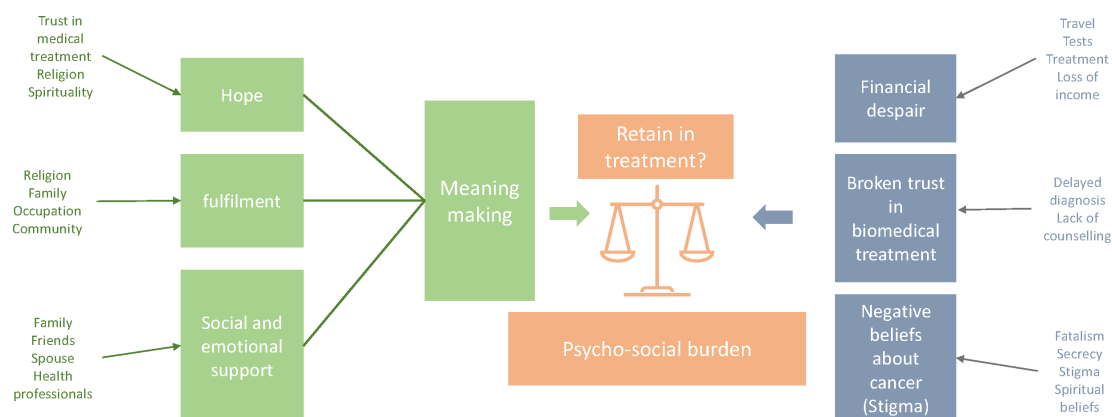 Trust in
medical
treatment
Religion
Spirituality
Hope
Religion
Family
Occupation
Community
fulfilment
Family
Friends
Spouse
Health
professionals
Social and
emotional
support
Meaning
making
Retain in
treatment?
Psycho-social burden
Financial
despair
Travel
Tests
Treatment
Loss of
income
Broken trust
in
biomedical
treatment
Delayed
diagnosis
Lack of
counselling
Negative
beliefs
about
cancer
(Stigma)
Fatalism
Secrecy
Stigma
Spiritual
beliefs